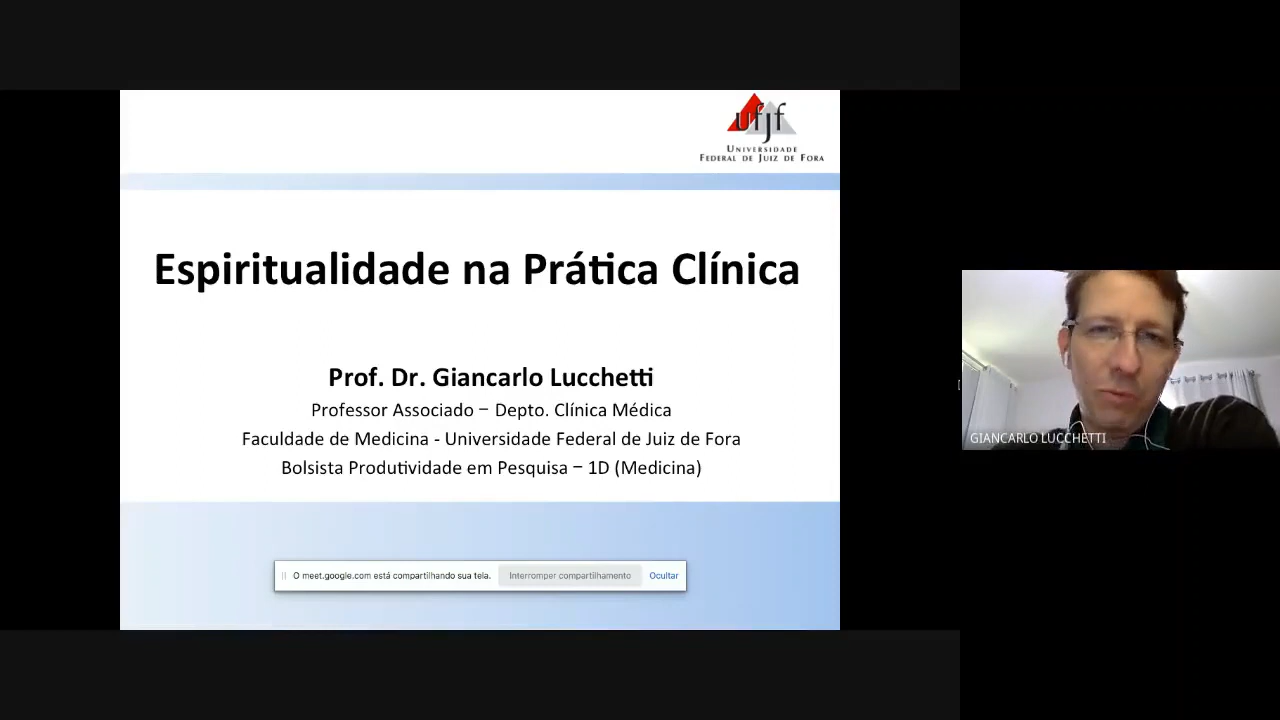 ufjf
UNIVERSIDADE
FEDERAL DE JUIZ DE FORA
Espiritualidade na Prática Clínica
Prof. Dr. Giancarlo Lucchetti
Professor Associado – Depto. Clínica Médica
Faculdade de Medicina - Universidade Federal de Juiz de Fora
Bolsista Produtividade em Pesquisa – 1D (Medicina)
O meet.google.com está compartilhando sua tela. Interromper compartilhamento Ocultar
GIANCARLO LUCCHETTI